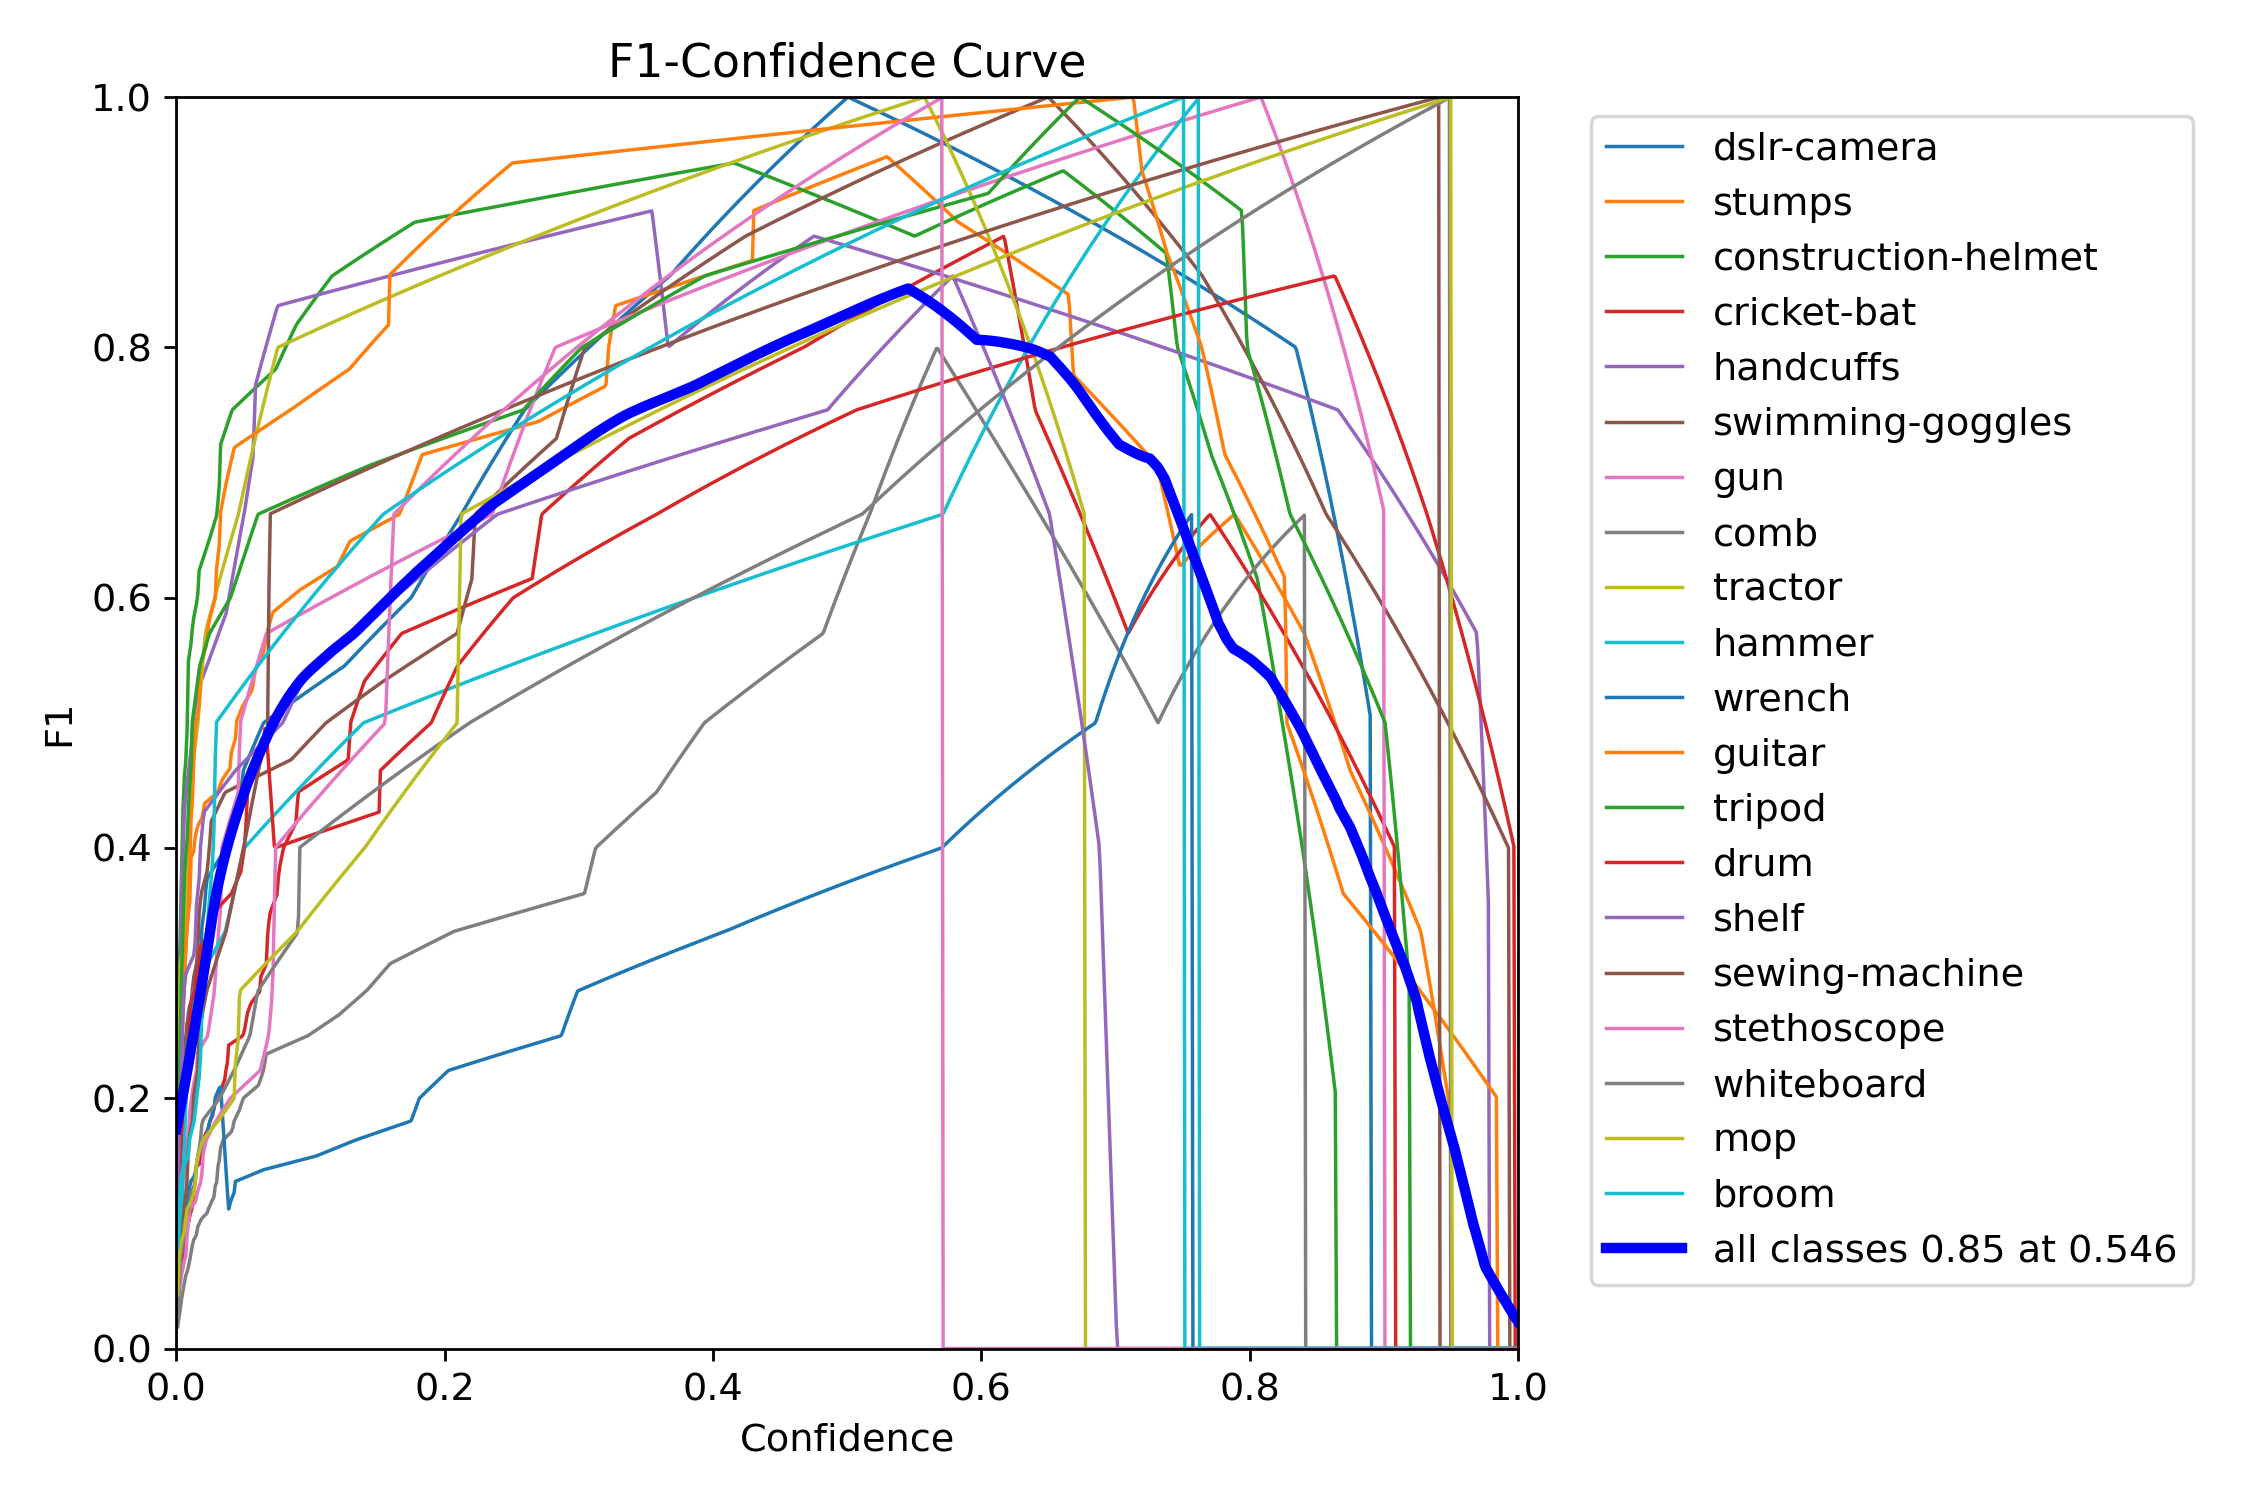 F1-Confidence Curve
1.0
0.8
0.6
0.4
0.2
0.0
F1
0.0 0.2 0.4 0.6 0.8 1.0
Confidence
dslr-camera
stumps
construction-helmet
cricket-bat
handcuffs
swimming-goggles
gun
comb
tractor
hammer
wrench
guitar
tripod
drum
shelf
sewing-machine
stethoscope
whiteboard
mop
broom
all classes 0.85 at 0.546